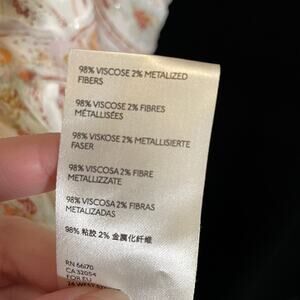 98% VISCOSE 2% METALIZED
FIBERS
98% VISCOSE 2% FIBRES
MÉTALLISÉES
98% VISKOSE 2% METALLISIERTE
FASER
98% VISCOSA 2% FIBRE
METALLIZZATE
98% VISCOSA 2% FIBRAS
METALIZADAS
98% 粘胶 2% 金属化纤维
RN 66170
CA 32054
FOR EU